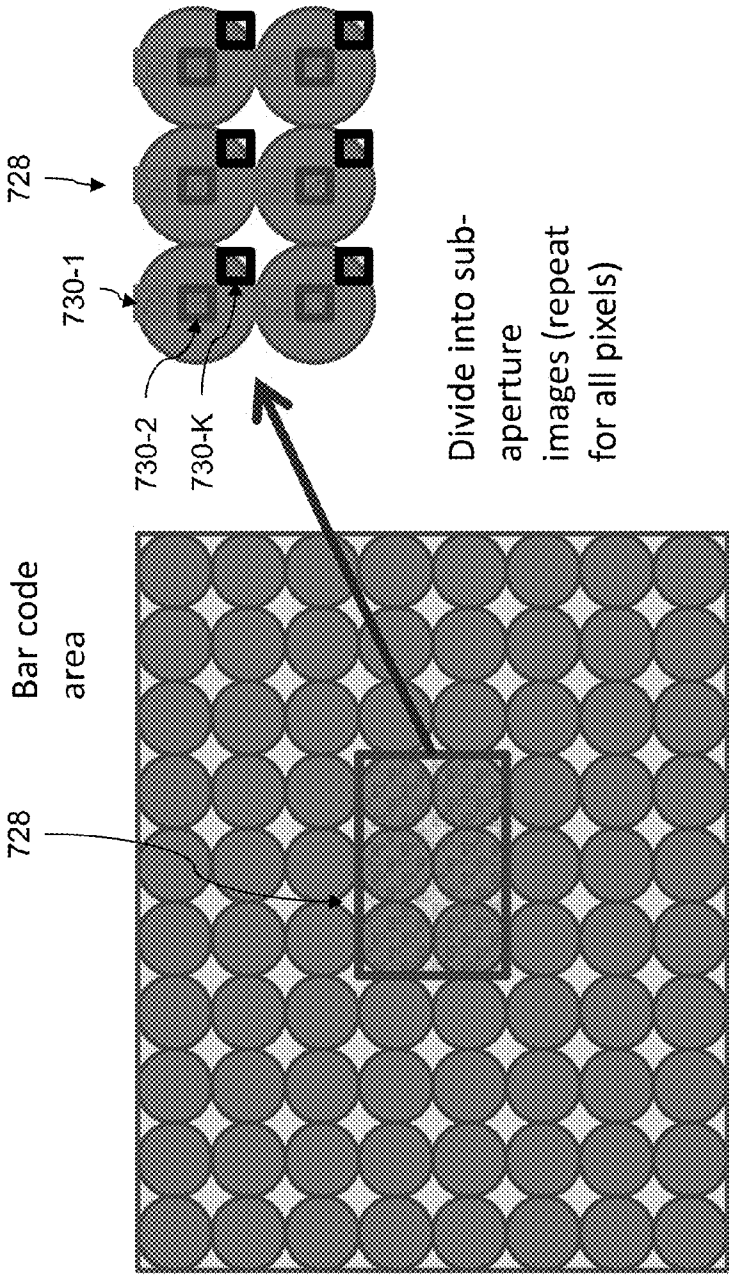 728
Bar code
area
728
730-1
730-2
730-K
Divide into sub-
aperture
images (repeat
for all pixels)